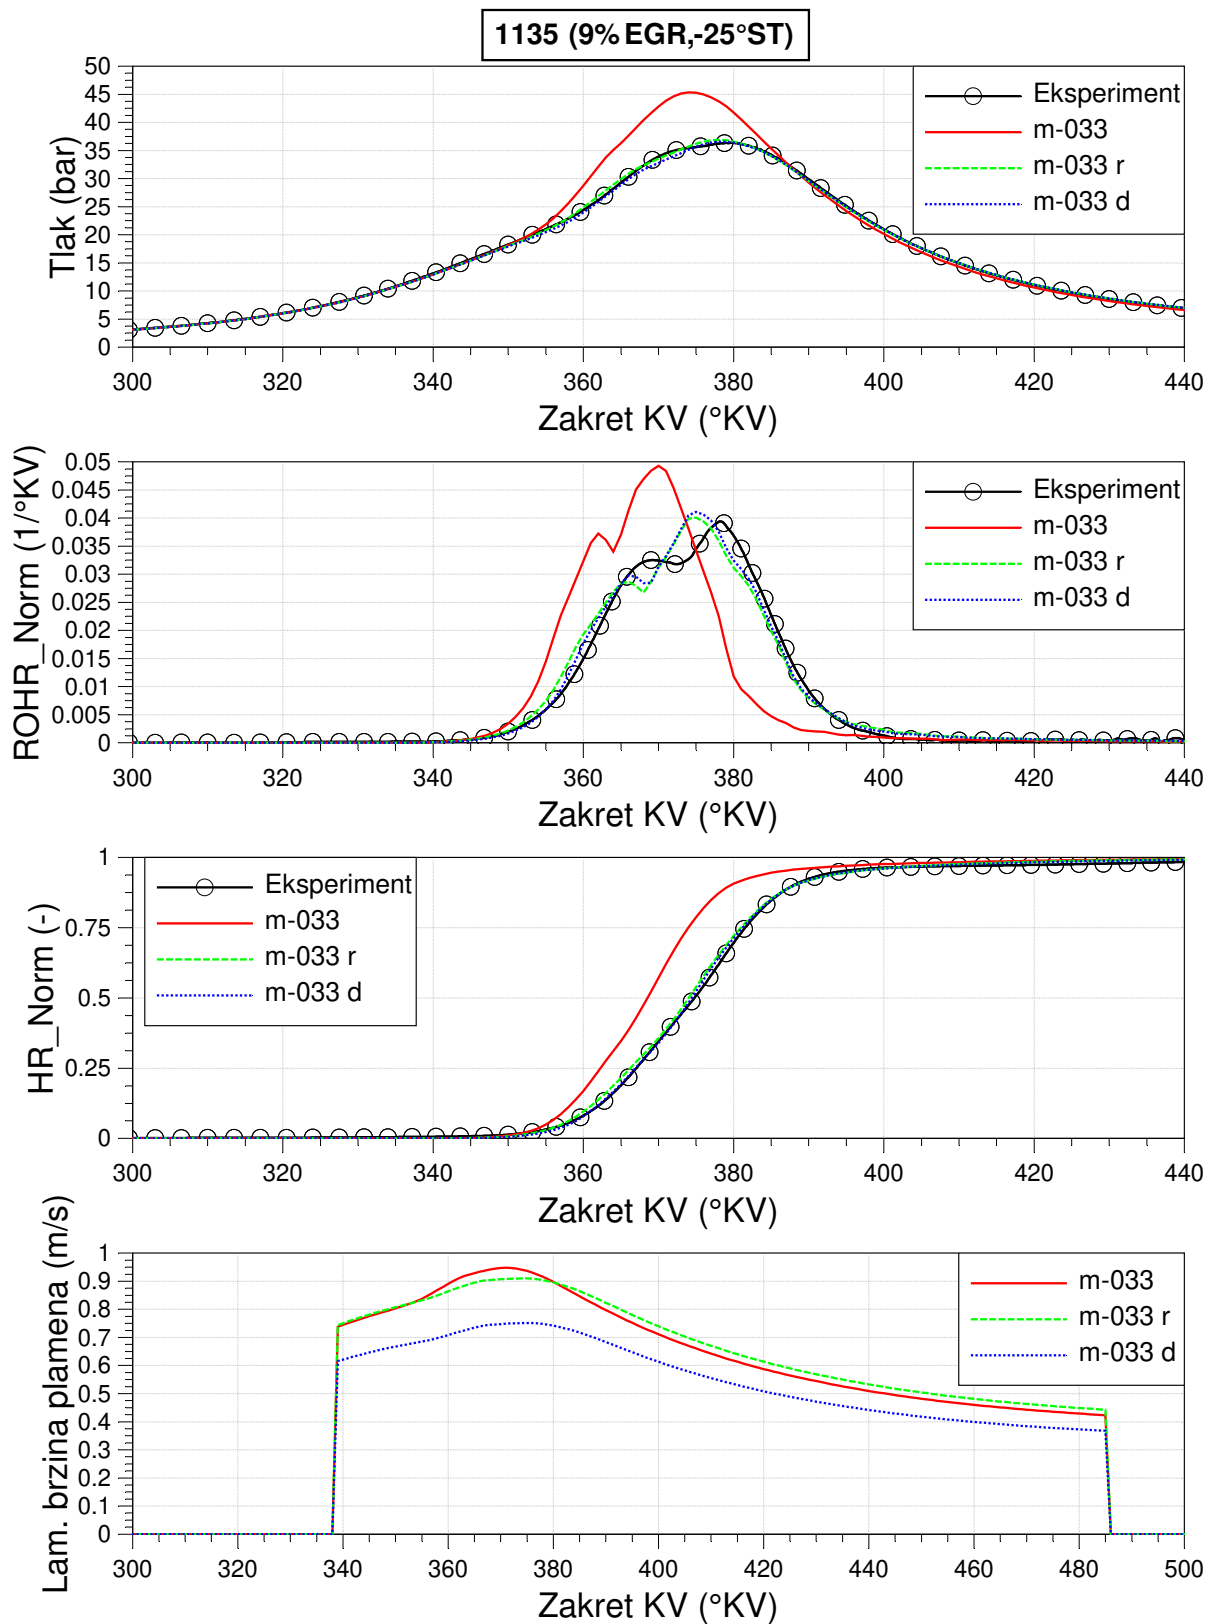 1135 (9% EGR,-25°ST)
Tlak (bar)
50
45
40
35
30
25
20
15
10
5
0
Eksperiment
m-033
m-033 r
m-033 d
300 320 340 360 380 400 420 440
Zakret KV (°KV)
ROHR_Norm (1/°KV)
0.05
0.045
0.04
0.035
0.03
0.025
0.02
0.015
0.01
0.005
0
Eksperiment
m-033
m-033 r
m-033 d
300 320 340 360 380 400 420 440
Zakret KV (°KV)
HR_Norm (-)
1
0.75
0.5
0.25
0
Eksperiment
m-033
m-033 r
m-033 d
300 320 340 360 380 400 420 440
Zakret KV (°KV)
Lam. brzina plamena (m/s)
1
0.9
0.8
0.7
0.6
0.5
0.4
0.3
0.2
0.1
0
m-033
m-033 r
m-033 d
300 320 340 360 380 400 420 440 460 480 500
Zakret KV (°KV)